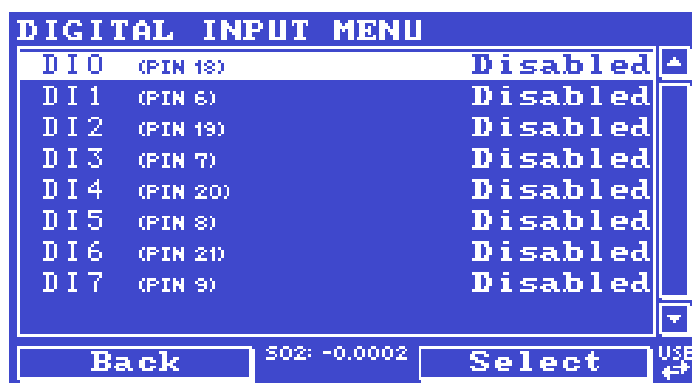 DIGITAL INPUT MENU
DI0 (PIN 18) Disabled
DI1 (PIN 6) Disabled
DI2 (PIN 19) Disabled
DI3 (PIN 7) Disabled
DI4 (PIN 20) Disabled
DI5 (PIN 8) Disabled
DI6 (PIN 21) Disabled
DI7 (PIN 9) Disabled
Back SO2: -0.0002 Select USE